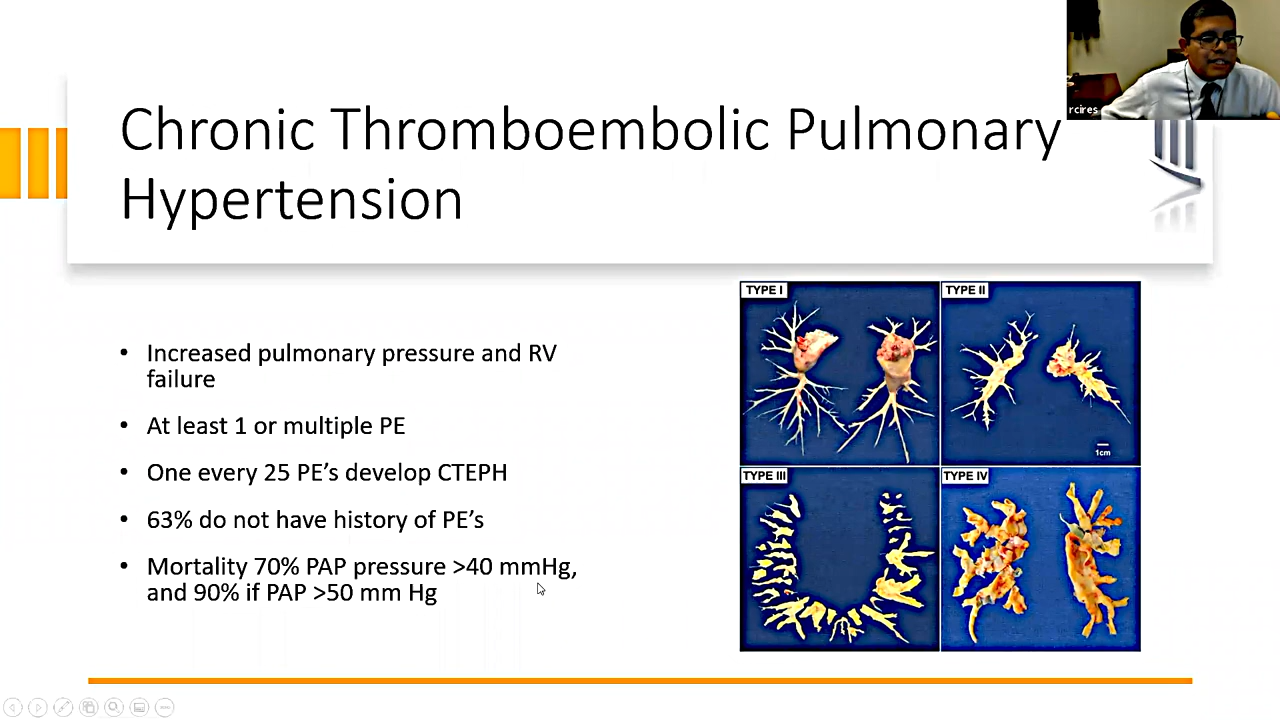 rcires
Chronic Thromboembolic Pulmonary
Hypertension
• Increased pulmonary pressure and RV
failure
• At least 1 or multiple PE
• One every 25 PE’s develop CTEPH
• 63% do not have history of PE’s
• Mortality 70% PAP pressure >40 mmHg,
and 90% if PAP >50 mm Hg
TYPE I
TYPE II
1cm
TYPE III
TYPE IV